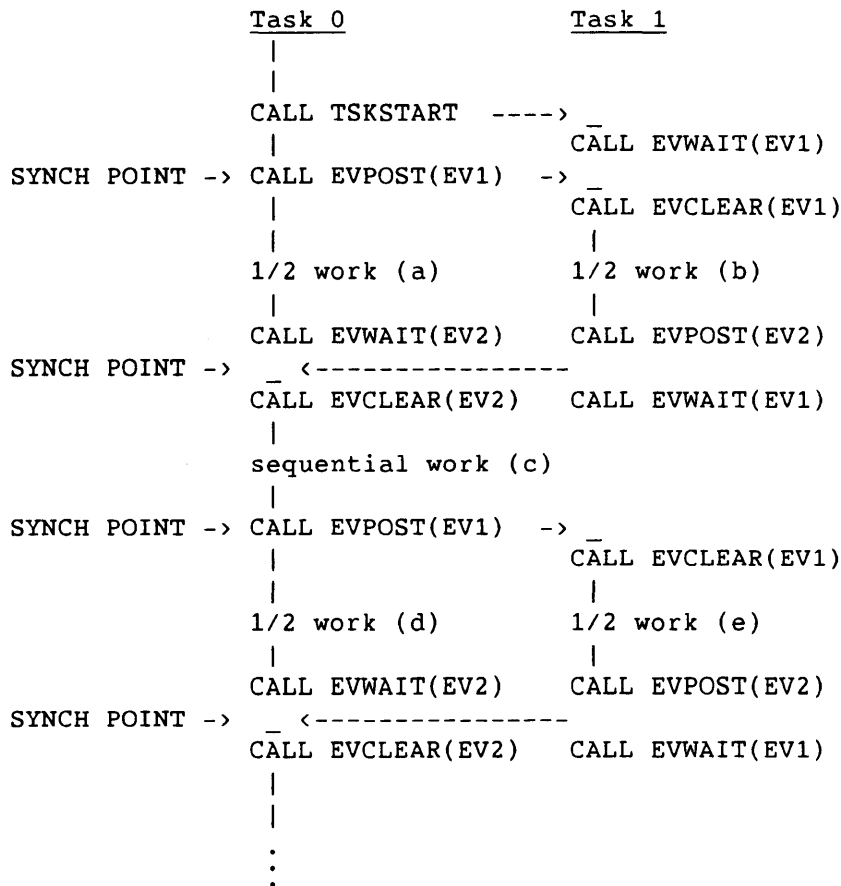 Task 0 Task 1
|
|
CALL TSKSTART ----> _
| CALL EVWAIT(EV1)
SYNCH POINT -> CALL EVPOST(EV1) -> _
| CALL EVCLEAR(EV1)
| |
1/2 work (a) 1/2 work (b)
| |
CALL EVWAIT(EV2) CALL EVPOST(EV2)
SYNCH POINT -> _ <----------------
CALL EVCLEAR(EV2) CALL EVWAIT(EV1)
|
sequential work (c)
|
SYNCH POINT -> CALL EVPOST(EV1) -> _
| CALL EVCLEAR(EV1)
| |
1/2 work (d) 1/2 work (e)
| |
CALL EVWAIT(EV2) CALL EVPOST(EV2)
SYNCH POINT -> _ <----------------
CALL EVCLEAR(EV2) CALL EVWAIT(EV1)
|
|
.
.
.